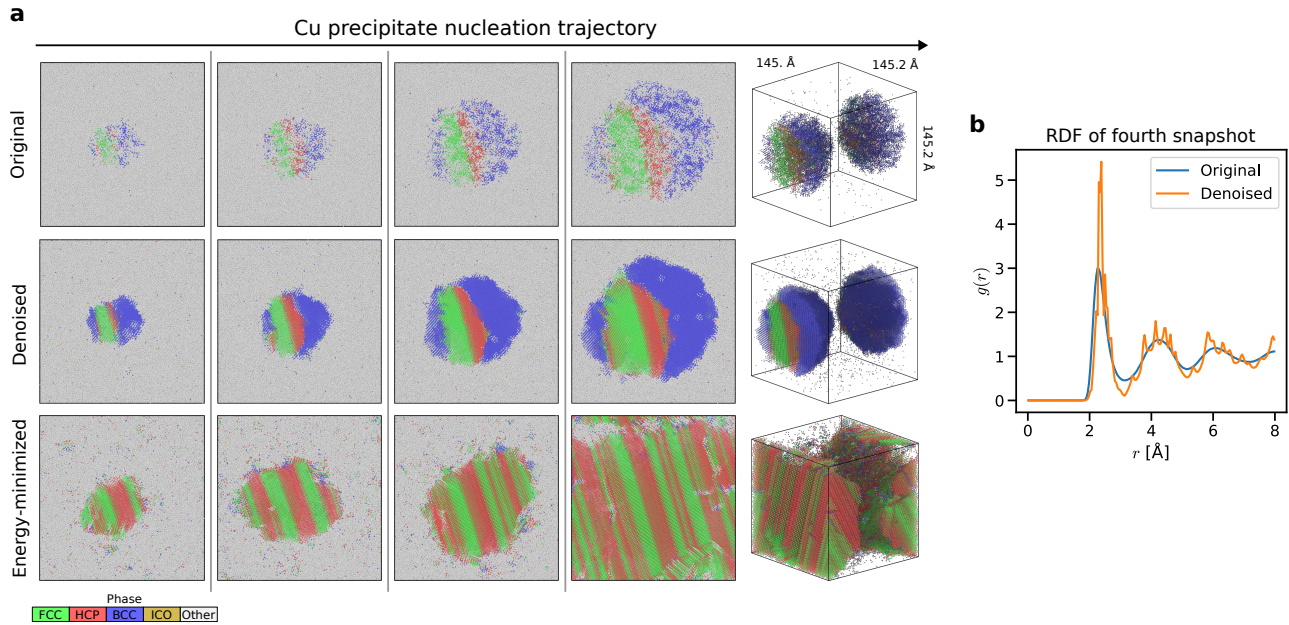 a
Cu precipitate nucleation trajectory
Original
Denoised
Energy-minimized
145. Å
145.2 Å
145.2 Å
Phase
FCC HCP BCC ICO Other
b
RDF of fourth snapshot
Original
Denoised
g(r)
5
4
3
2
1
0
0 2 4 6 8
r [Å]